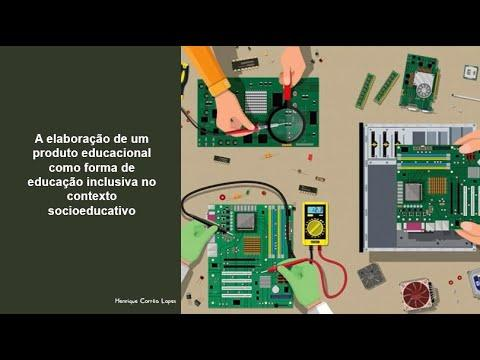 A elaboração de um
produto educacional
como forma de
educação inclusiva no
contexto
socioeducativo
Henrique Corrêa Lopes